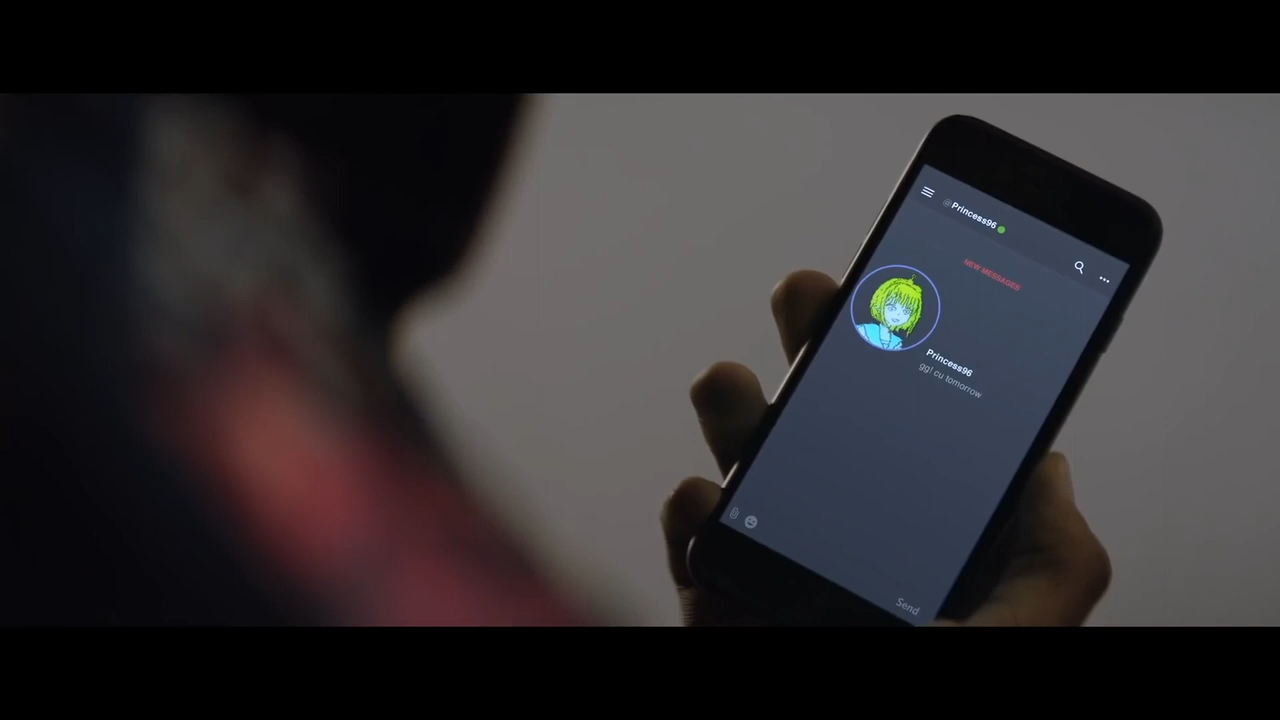 @Princess96
NEW MESSAGES
Princess96
gg! cu tomorrow
Send